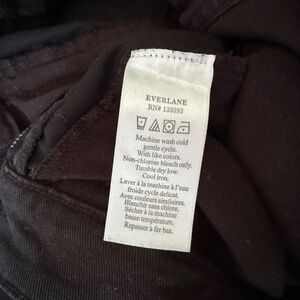 EVERLANE
RN# 139393
Machine wash cold
gentle cycle.
With like colors.
Non-chlorine bleach only.
Tumble dry low.
Cool iron.
Laver à la machine à l'eau
froide cycle delicat.
Avec couleurs similaires.
Blanchir sans chlore.
Sécher à la machine
basse température.
Repasser à fer bas.